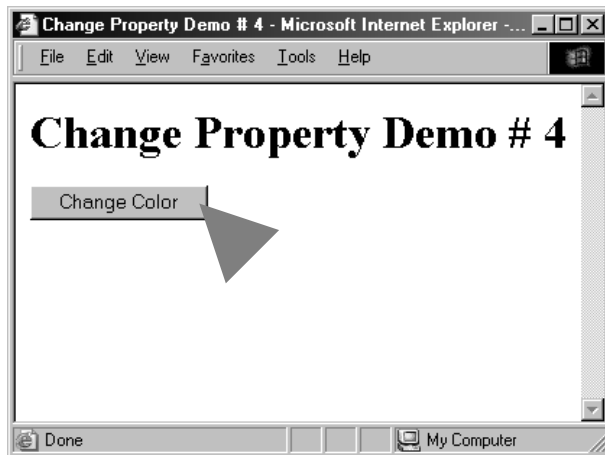 Change Property Demo # 4 - Microsoft Internet Explorer -...
File Edit View Favorites Tools Help
Change Property Demo # 4
Change Color
Done My Computer